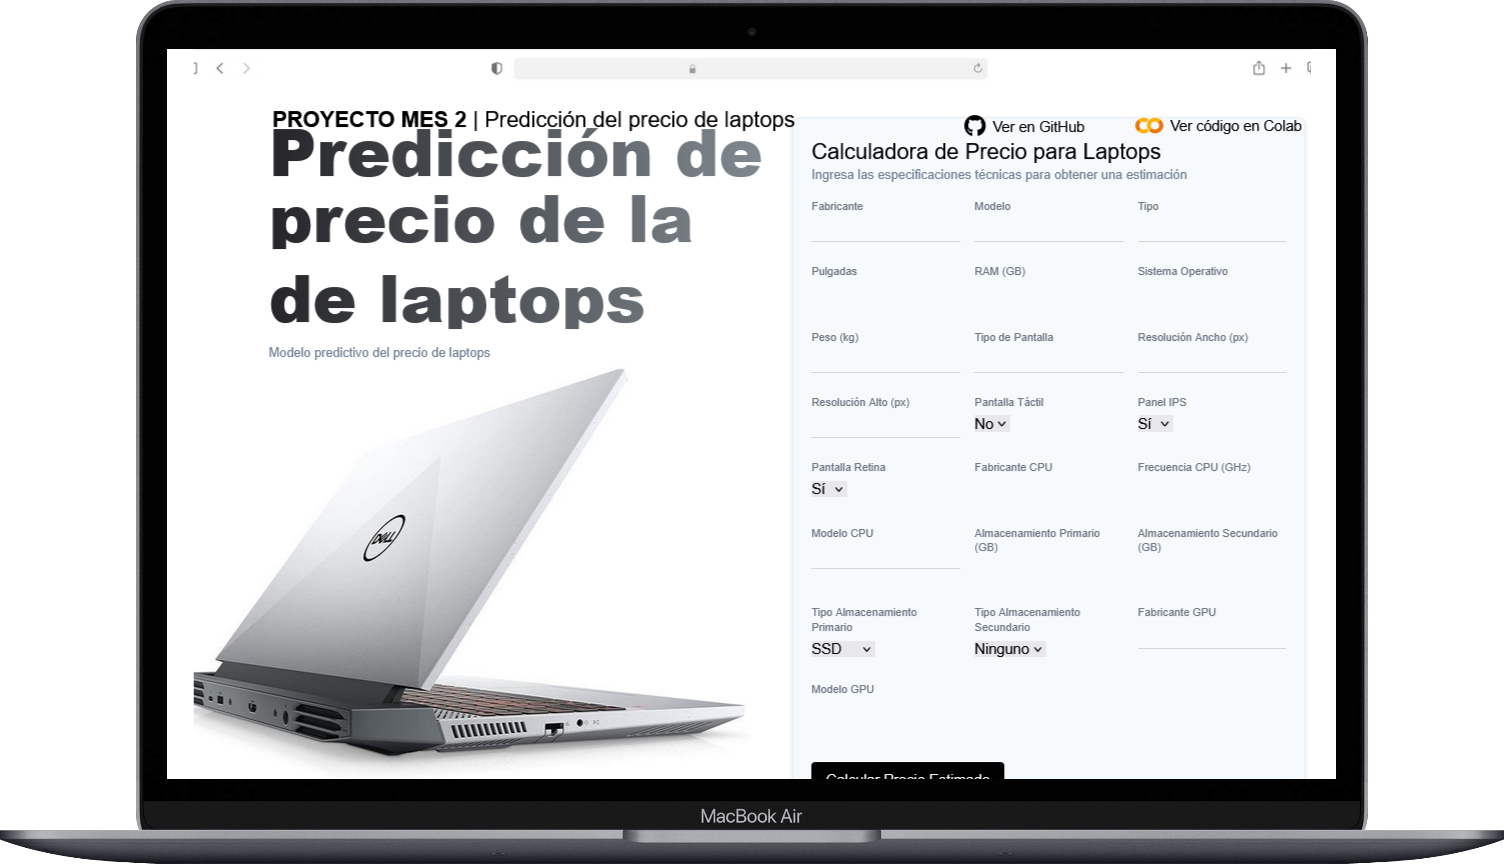 PROYECTO MES 2 | Predicción del precio de laptops
Ver en GitHub
Ver código en Colab
Predicción de
precio de la
de laptops
Modelo predictivo del precio de laptops
DELL
Calculadora de Precio para Laptops
Ingresa las especificaciones técnicas para obtener una estimación
Fabricante
Modelo
Tipo
Pulgadas
RAM (GB)
Sistema Operativo
Peso (kg)
Tipo de Pantalla
Resolución Ancho (px)
Resolución Alto (px)
Pantalla Táctil
No
Panel IPS
Sí
Pantalla Retina
Sí
Fabricante CPU
Frecuencia CPU (GHz)
Modelo CPU
Almacenamiento Primario
(GB)
Almacenamiento Secundario
(GB)
Tipo Almacenamiento
Primario
SSD
Tipo Almacenamiento
Secundario
Ninguno
Fabricante GPU
Modelo GPU
Calcular Precio Estimado
MacBook Air